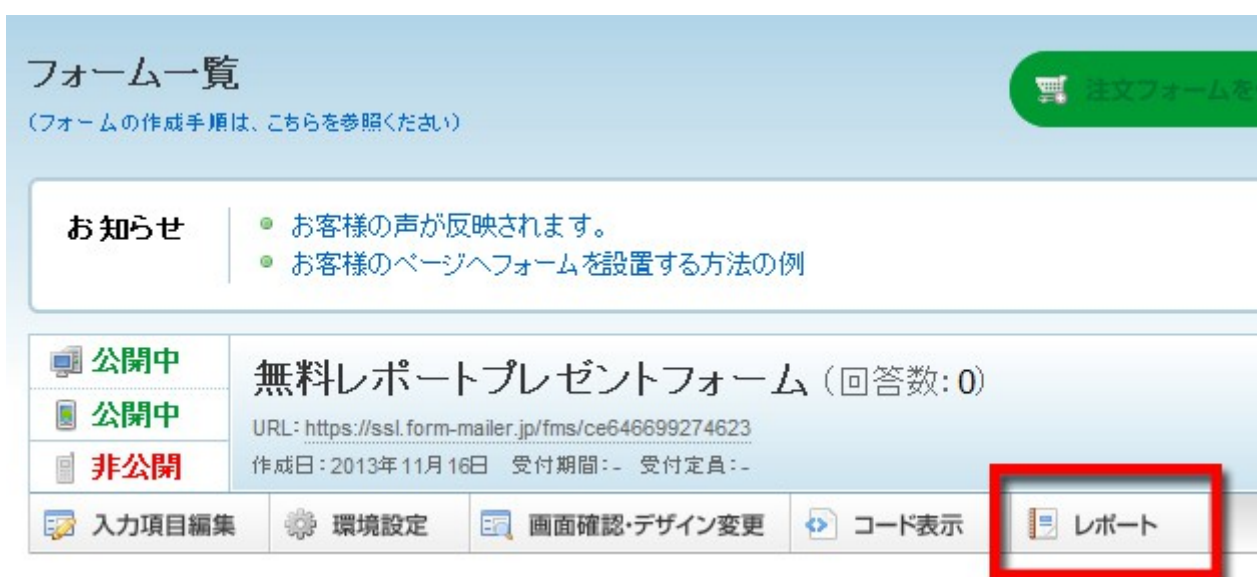 フォーム一覧
注文フォームを
(フォームの作成手順は、こちらを参照ください)
お知らせ
お客様の声が反映されます。
お客様のページへフォームを設置する方法の例
公開中
公開中
非公開
無料レポートプレゼントフォーム(回答数:0)
URL:https://ssl.form-mailer.jp/fms/ce646699274623
作成日:2013年11月16日 受付期間:- 受付定員:-
入力項目編集 環境設定 画面確認・デザイン変更 コード表示 レポート